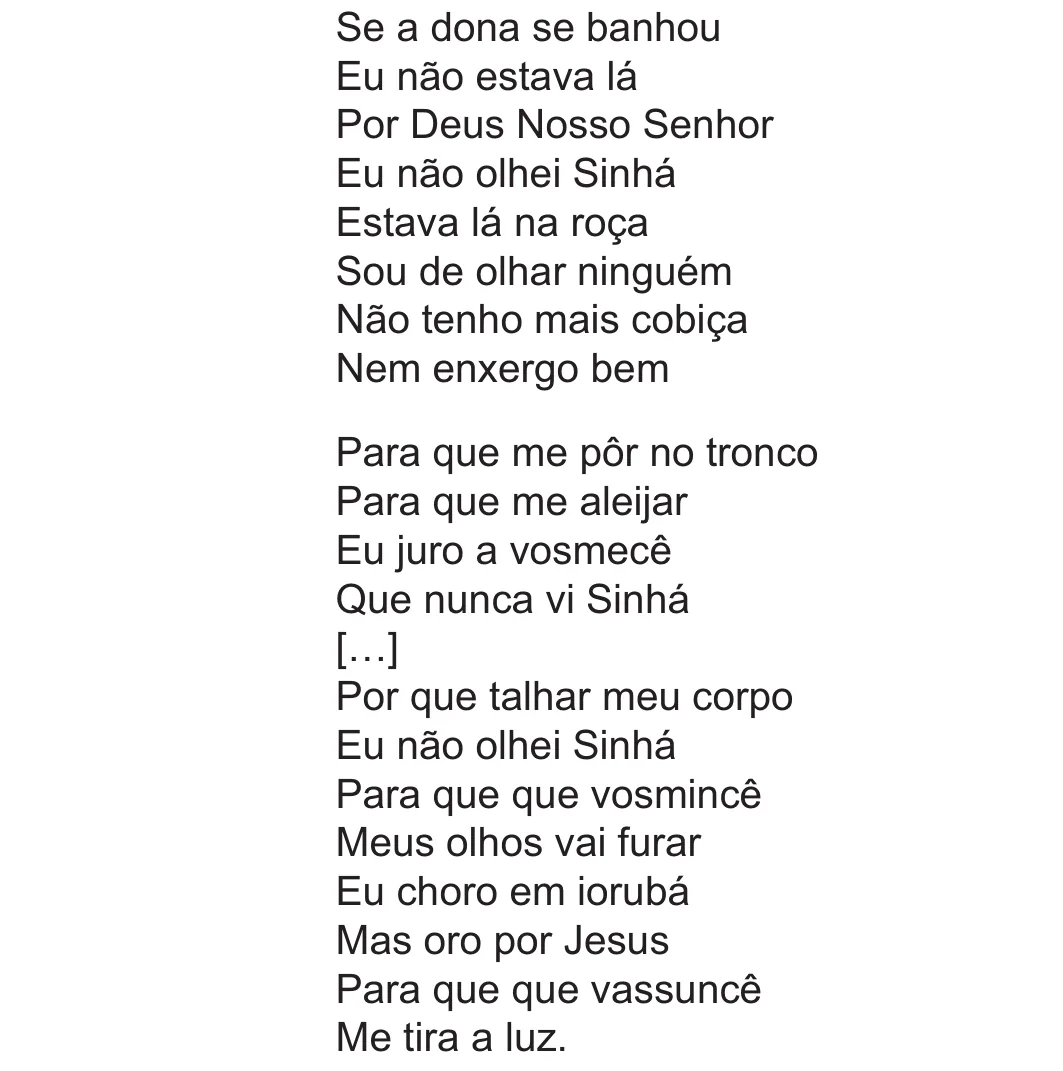 Se a dona se banhou
Eu não estava lá
Por Deus Nosso Senhor
Eu não olhei Sinhá
Estava lá na roça
Sou de olhar ninguém
Não tenho mais cobiça
Nem enxergo bem
Para que me pôr no tronco
Para que me aleijar
Eu juro a vosmecê
Que nunca vi Sinhá
[…]
Por que talhar meu corpo
Eu não olhei Sinhá
Para que que vosmincê
Meus olhos vai furar
Eu choro em iorubá
Mas oro por Jesus
Para que que vassuncê
Me tira a luz.